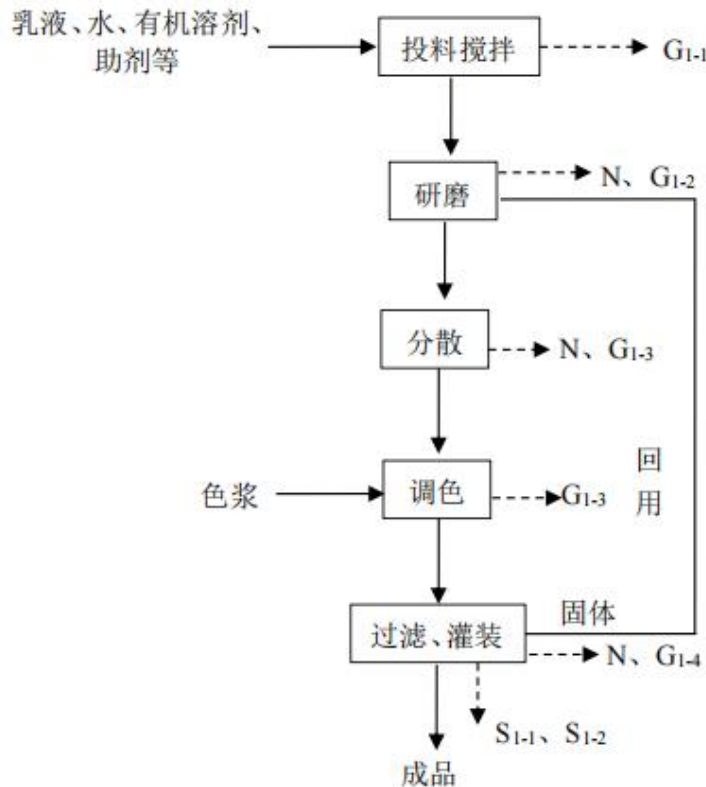 乳液、水、有机溶剂、
助剂等
投料搅拌
G1-1
研磨
N、G1-2
分散
N、G1-3
色浆
调色
G1-3
回
用
过滤、灌装
固体
N、G1-4
S1-1、S1-2
成品